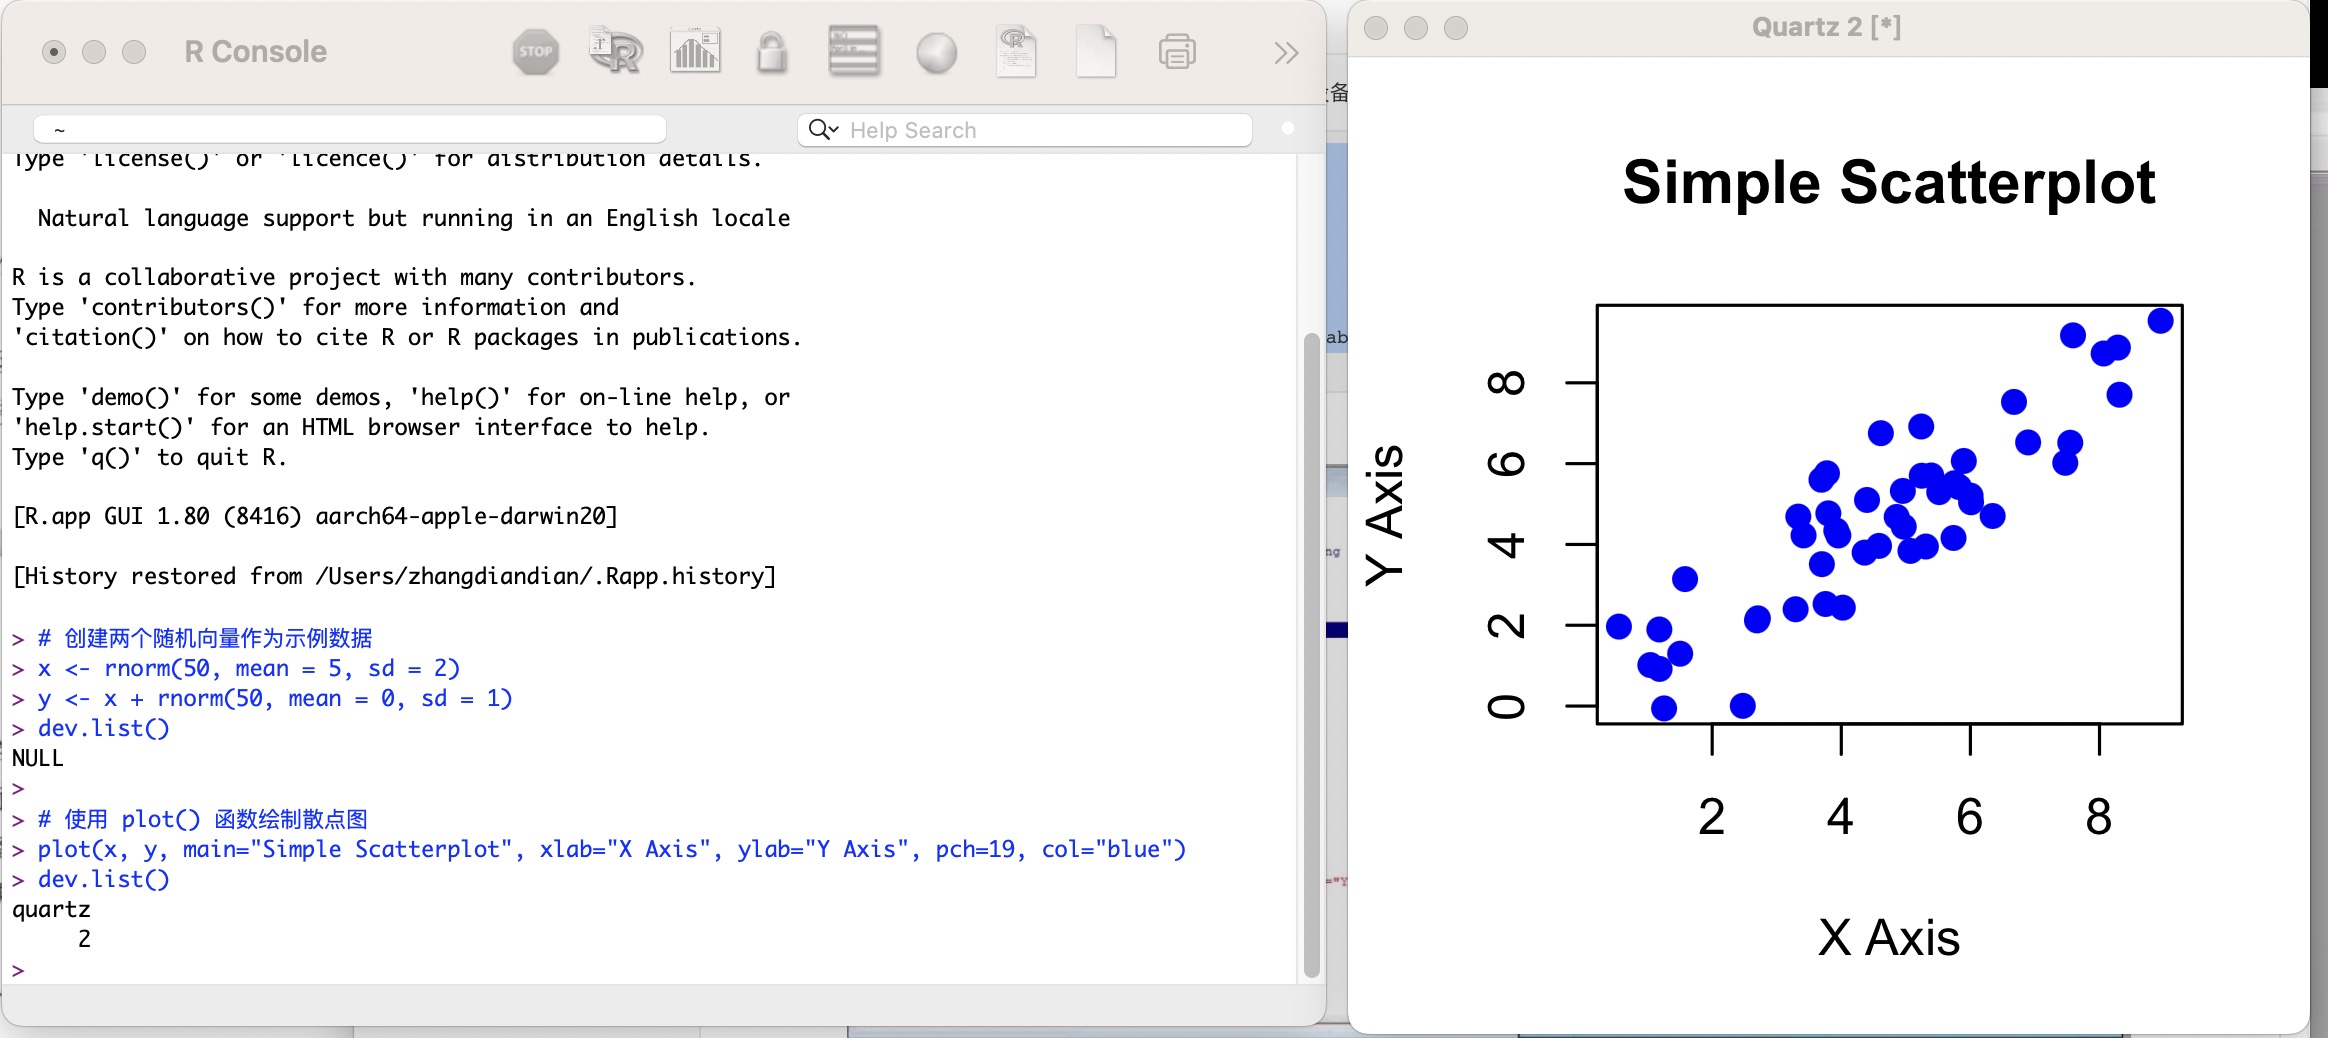 R Console
STOP
~
Help Search
Type 'license()' or 'licence()' for distribution details.
Natural language support but running in an English locale
R is a collaborative project with many contributors.
Type 'contributors()' for more information and
'citation()' on how to cite R or R packages in publications.
Type 'demo()' for some demos, 'help()' for on-line help, or
'help.start()' for an HTML browser interface to help.
Type 'q()' to quit R.
[R.app GUI 1.80 (8416) aarch64-apple-darwin20]
[History restored from /Users/zhangdiandian/.Rapp.history]
> # 创建两个随机向量作为示例数据
> x <- rnorm(50, mean = 5, sd = 2)
> y <- x + rnorm(50, mean = 0, sd = 1)
> dev.list()
NULL
>
> # 使用 plot() 函数绘制散点图
> plot(x, y, main="Simple Scatterplot", xlab="X Axis", ylab="Y Axis", pch=19, col="blue")
> dev.list()
quartz
2
>
备
ab
ng
="Y
Quartz 2 [*]
Simple Scatterplot
Y Axis
8
6
4
2
0
2 4 6 8
X Axis